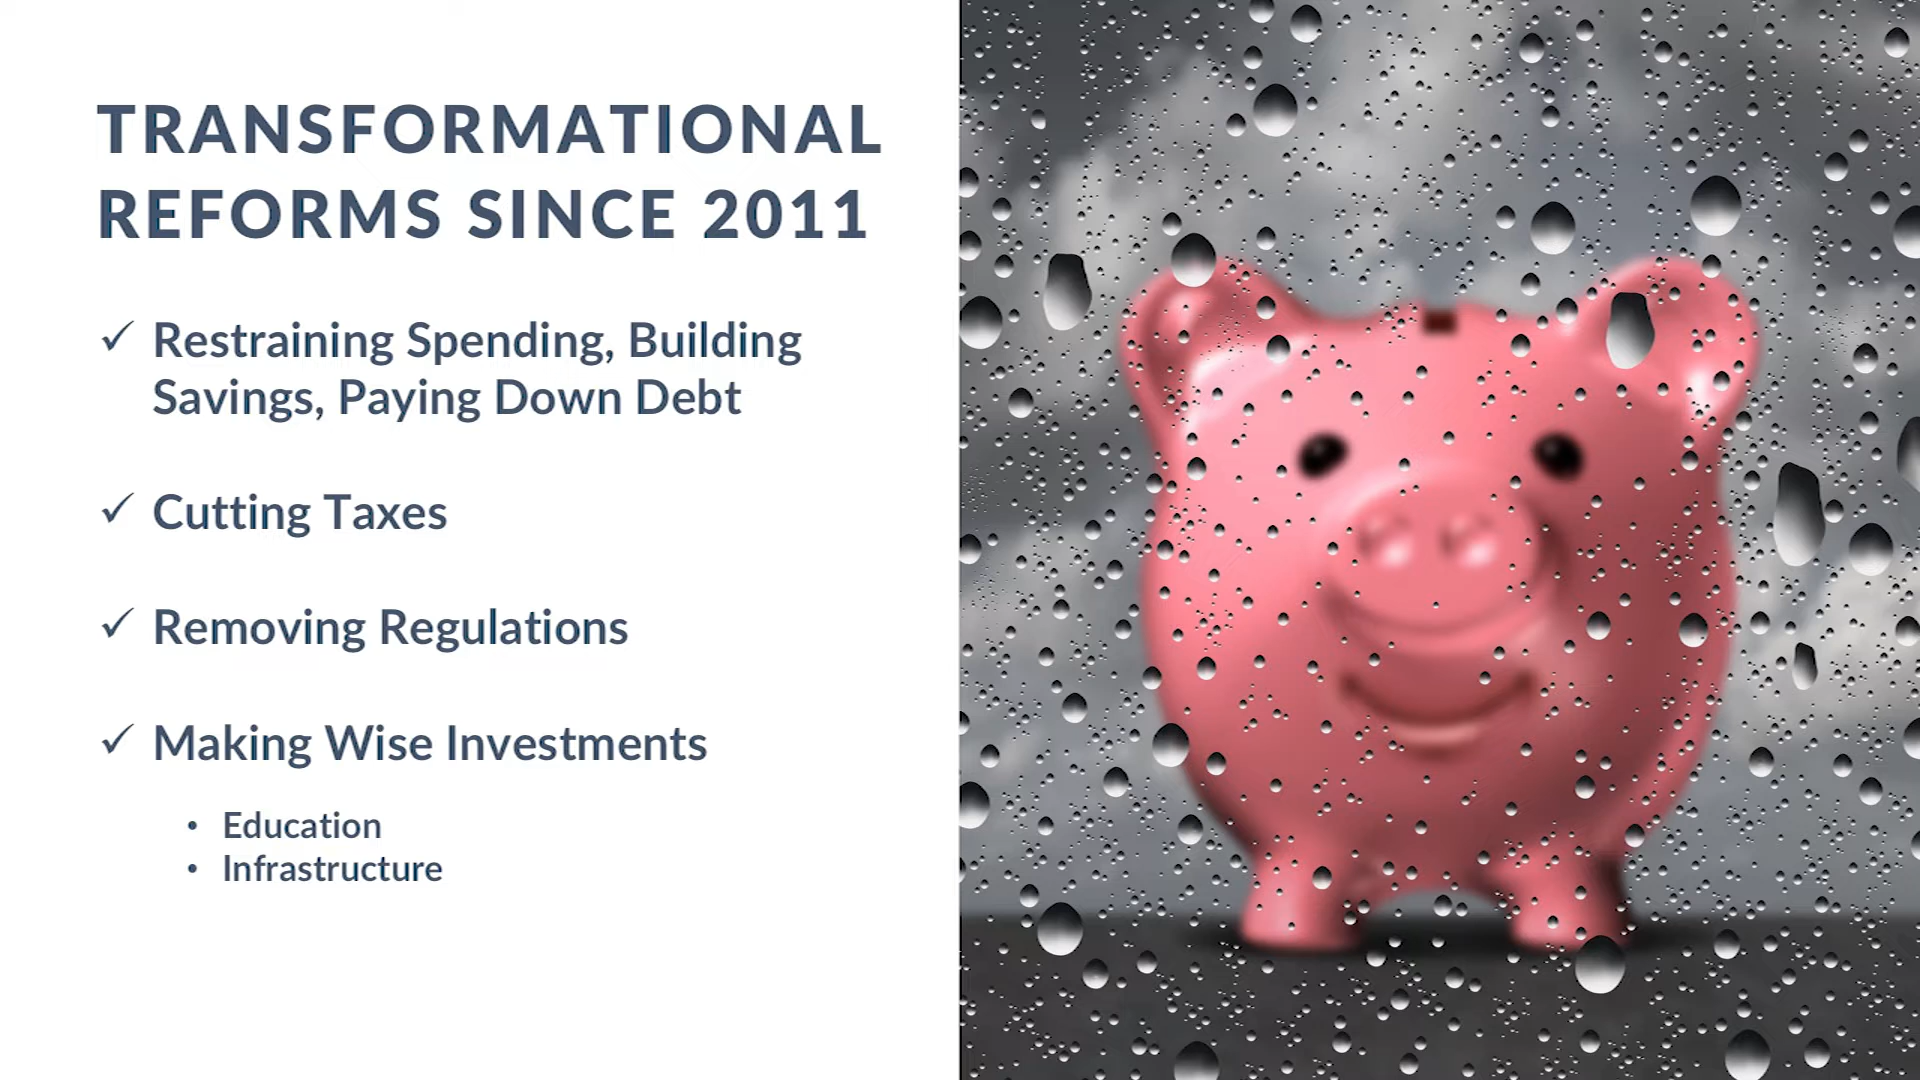 TRANSFORMATIONAL
REFORMS SINCE 2011
✓ Restraining Spending, Building
Savings, Paying Down Debt
✓ Cutting Taxes
✓ Removing Regulations
✓ Making Wise Investments
• Education
• Infrastructure